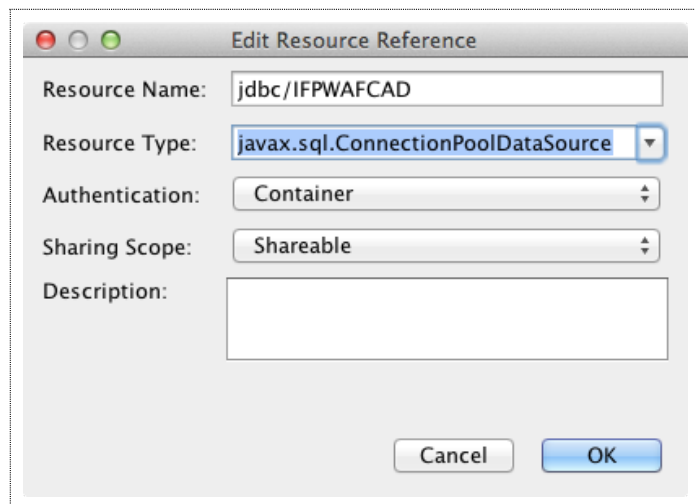 Edit Resource Reference
Resource Name: jdbc/IFPWAFCAD
Resource Type: javax.sql.ConnectionPoolDataSource
Authentication: Container
Sharing Scope: Shareable
Description:
Cancel OK